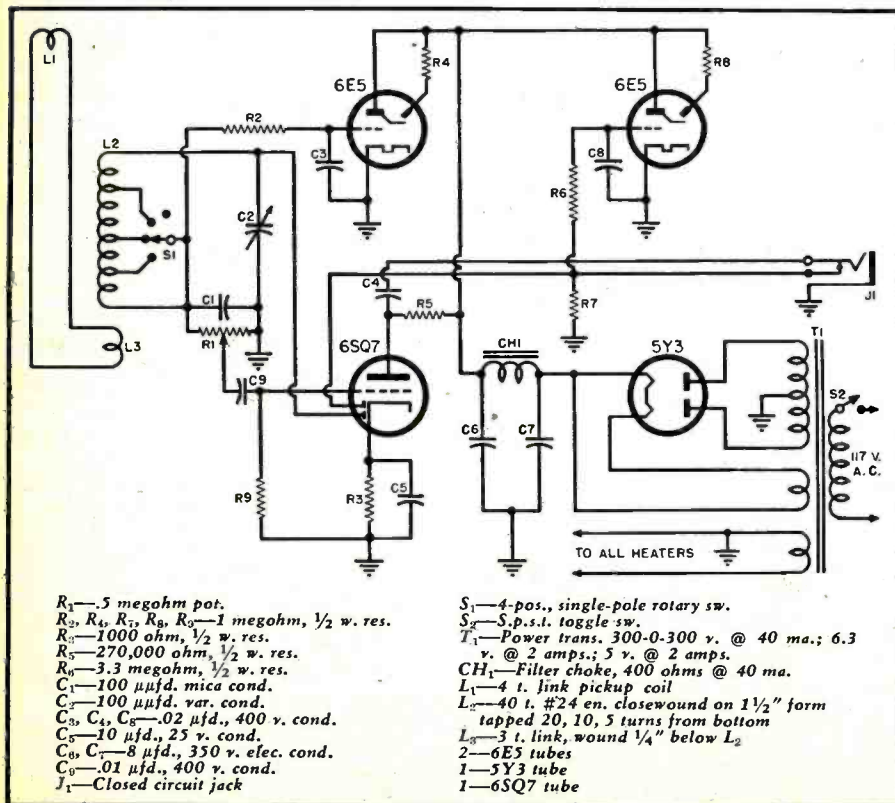 L1
R4
R8
6E5
6E5
R2
L2
C3
C8
R6
C2
S1
C4
J1
R5
R7
C1
R1
L3
6SQ7
CH1
5Y3
T1
S2
C9
C6
C7
117 V.
A.C.
R9
R3
C5
TO ALL HEATERS
R1—.5 megohm pot.
R2, R4, R7, R8, R9—1 megohm, 1/2 w. res.
R3—1000 ohm, 1/2 w. res.
R5—270,000 ohm, 1/2 w. res.
R6—3.3 megohm, 1/2 w. res.
C1—100 μμfd. mica cond.
C2—100 μμfd. var. cond.
C3, C4, C8—.02 μfd., 400 v. cond.
C5—10 μfd., 25 v. cond.
C6, C7—8 μfd., 350 v. elec. cond.
C9—.01 μfd., 400 v. cond.
J1—Closed circuit jack
S1—4-pos., single-pole rotary sw.
S2—S.p.s.t. toggle sw.
T1—Power trans. 300-0-300 v. @ 40 ma.; 6.3
v. @ 2 amps.; 5 v. @ 2 amps.
CH1—Filter choke, 400 ohms @ 40 ma.
L1—4 t. link pickup coil
L2—40 t. #24 en. closewound on 1 1/2" form
tapped 20, 10, 5 turns from bottom
L3—3 t. link, wound 1/4" below L2
2—6E5 tubes
1—5Y3 tube
1—6SQ7 tube